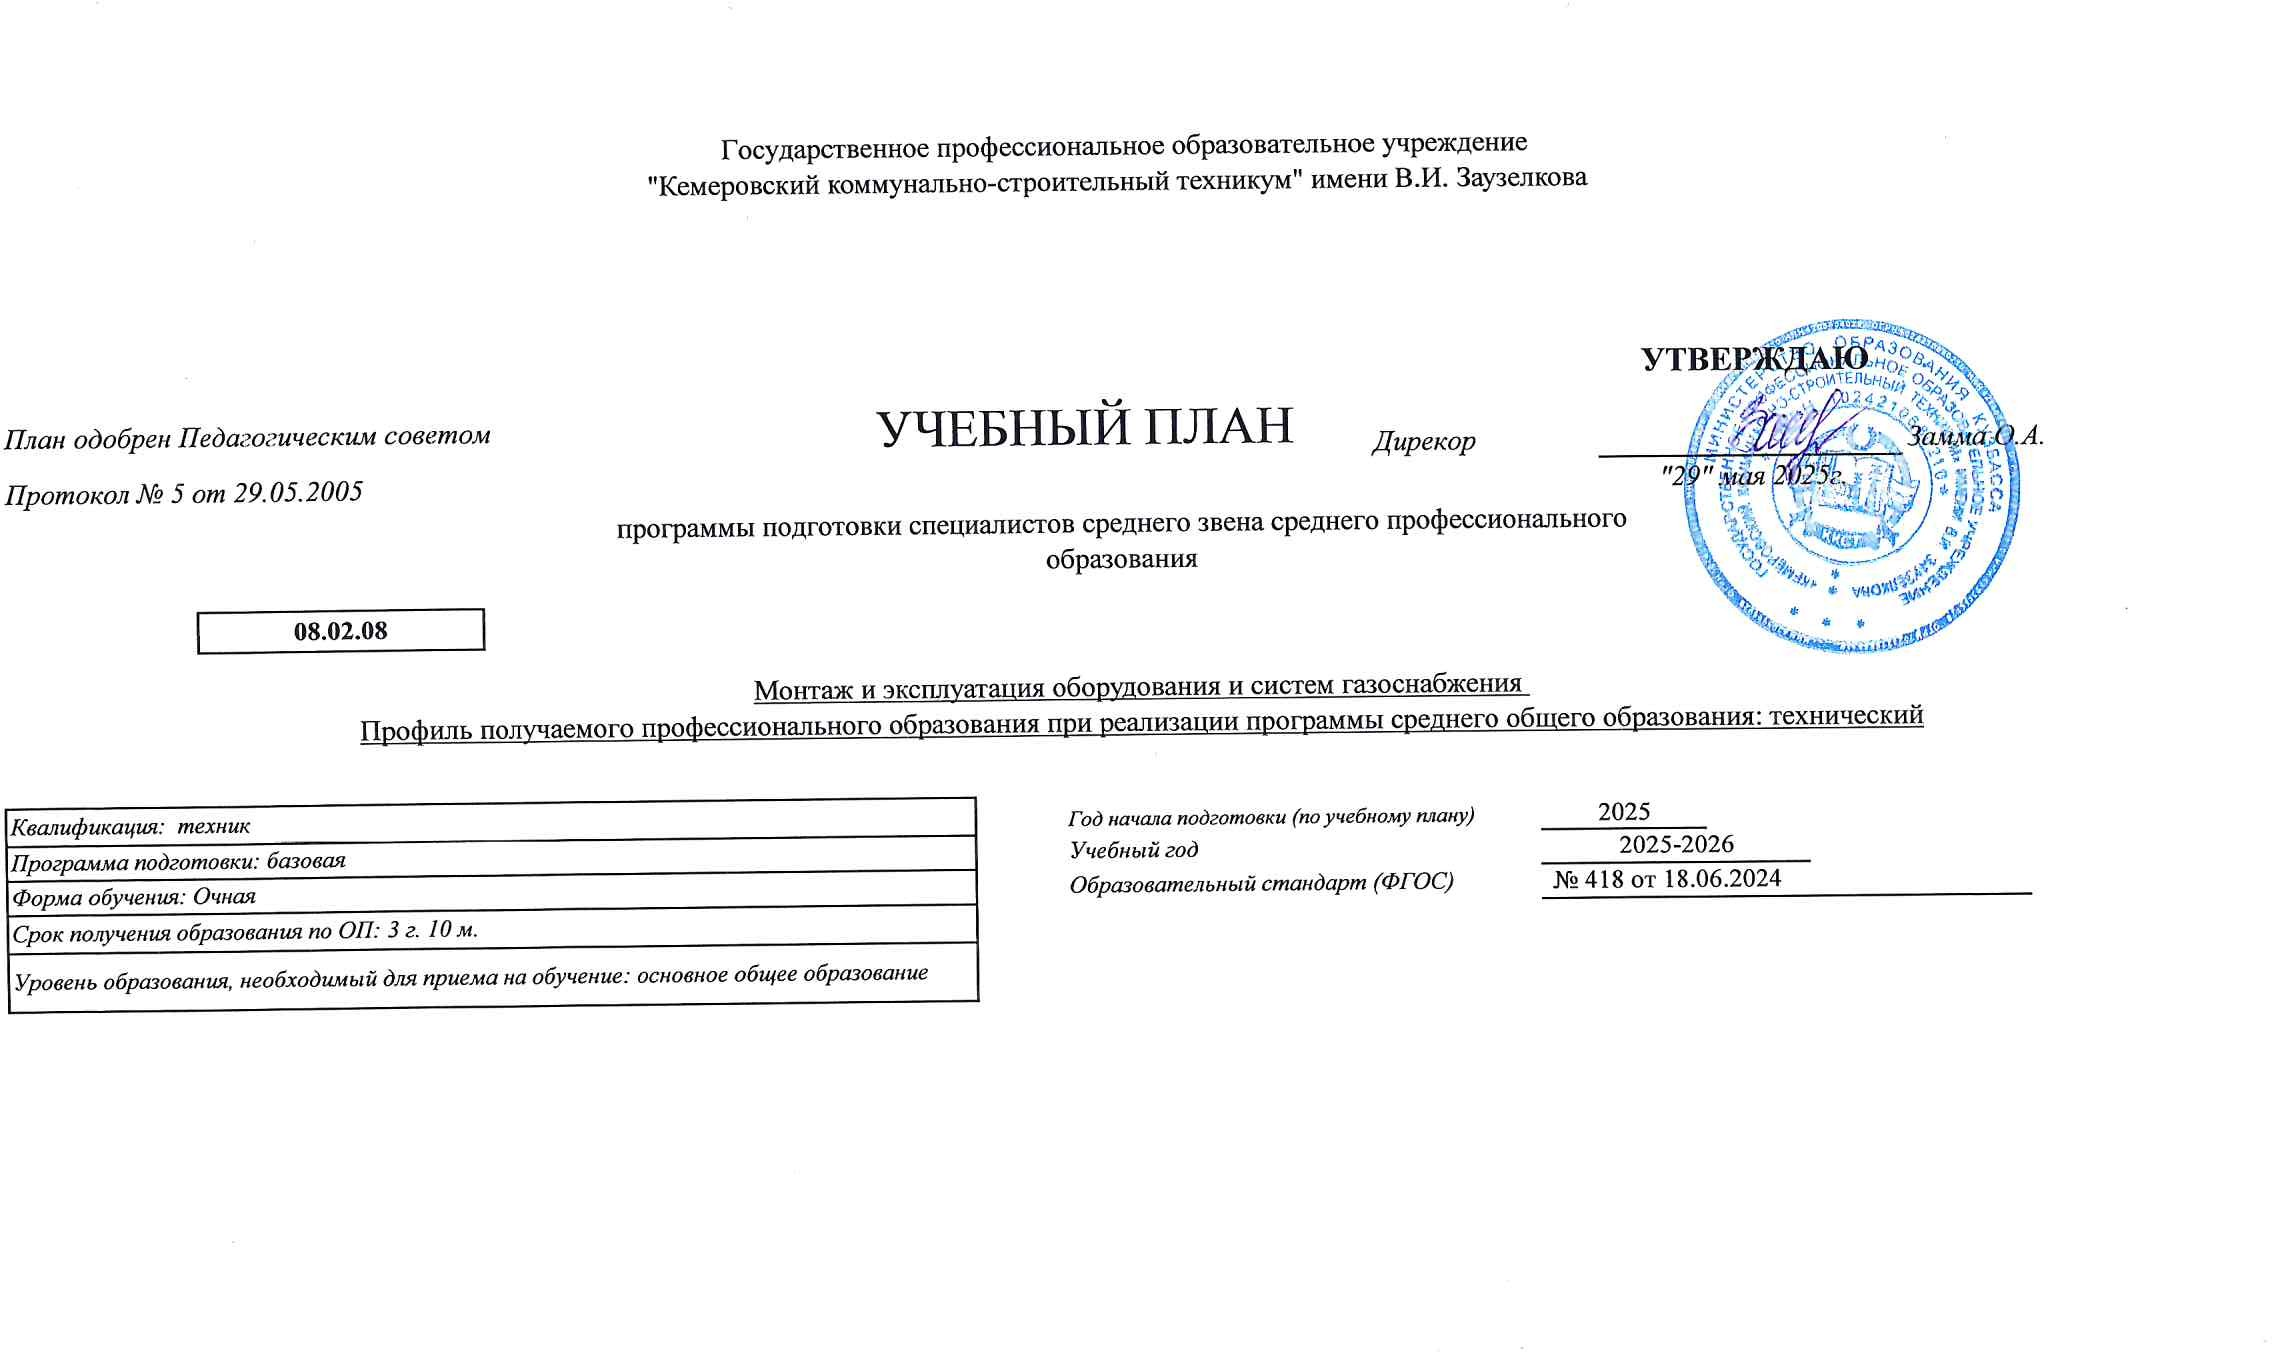 Государственное профессиональное образовательное учреждение
"Кемеровский коммунально-строительный техникум" имени В.И. Заузелкова
УТВЕРЖДАЮ
План одобрен Педагогическим советом
УЧЕБНЫЙ ПЛАН
Дирекор
Замма О.А.
"29" мая 2025г.
Протокол № 5 от 29.05.2005
программы подготовки специалистов среднего звена среднего профессионального
образования
08.02.08
Монтаж и эксплуатация оборудования и систем газоснабжения
Профиль получаемого профессионального образования при реализации программы среднего общего образования: технический
Квалификация: техник
Программа подготовки: базовая
Форма обучения: Очная
Срок получения образования по ОП: 3 г. 10 м.
Уровень образования, необходимый для приема на обучение: основное общее образование
Год начала подготовки (по учебному плану) 2025
Учебный год 2025-2026
Образовательный стандарт (ФГОС) № 418 от 18.06.2024
МИНИСТЕРСТВО ОБРАЗОВАНИЯ КУЗБАССА
ОБРАЗОВАТЕЛЬНОЕ УЧРЕЖДЕНИЕ